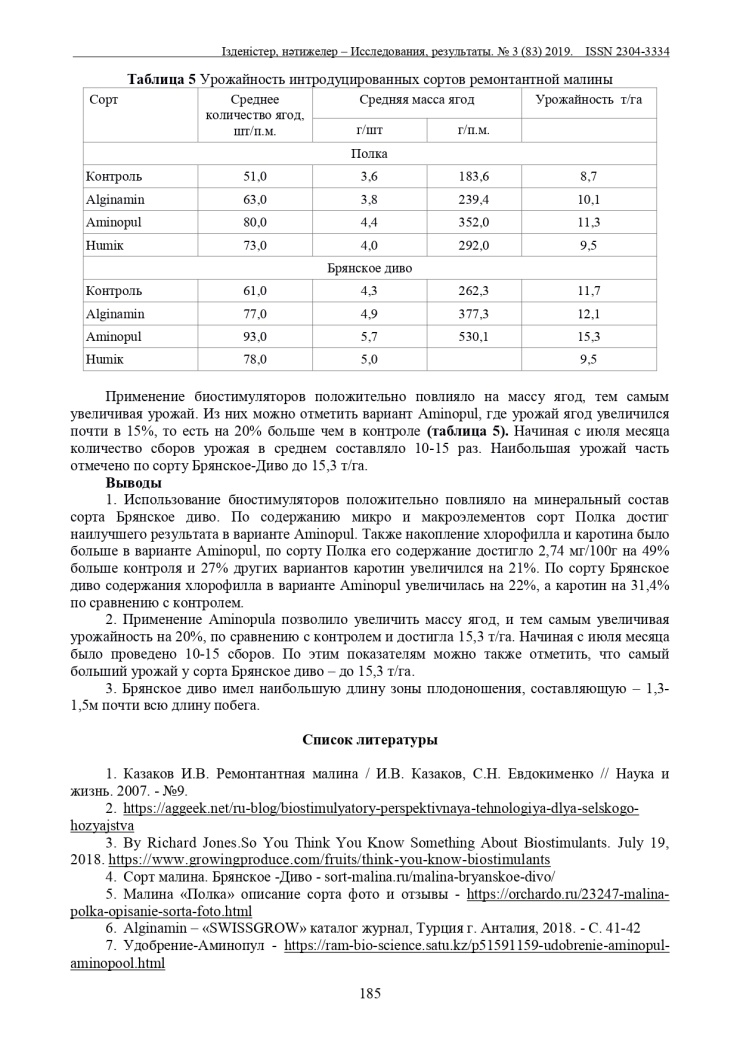 Ізденістер, нәтижелер – Исследования, результаты. № 3 (83) 2019. ISSN 2304-3334
Таблица 5 Урожайность интродуцированных сортов ремонтантной малины
Сорт Среднее количество ягод, шт/п.м. Средняя масса ягод Урожайность т/га
г/шт г/п.м.
Полка
Контроль 51,0 3,6 183,6 8,7
Alginamin 63,0 3,8 239,4 10,1
Aminopul 80,0 4,4 352,0 11,3
Humiк 73,0 4,0 292,0 9,5
Брянское диво
Контроль 61,0 4,3 262,3 11,7
Alginamin 77,0 4,9 377,3 12,1
Aminopul 93,0 5,7 530,1 15,3
Humiк 78,0 5,0 9,5
Применение биостимуляторов положительно повлияло на массу ягод, тем самым
увеличивая урожай. Из них можно отметить вариант Aminopul, где урожай ягод увеличился
почти в 15%, то есть на 20% больше чем в контроле (таблица 5). Начиная с июля месяца
количество сборов урожая в среднем составляло 10-15 раз. Наибольшая урожай часть
отмечено по сорту Брянское-Диво до 15,3 т/га.
Выводы
1. Использование биостимуляторов положительно повлияло на минеральный состав
сорта Брянское диво. По содержанию микро и макроэлементов сорт Полка достиг
наилучшего результата в варианте Aminopul. Также накопление хлорофилла и каротина было
больше в варианте Aminopul, по сорту Полка его содержание достигло 2,74 мг/100г на 49%
больше контроля и 27% других вариантов каротин увеличился на 21%. По сорту Брянское
диво содержания хлорофилла в варианте Aminopul увеличилась на 22%, а каротин на 31,4%
по сравнению с контролем.
2. Применение Aminopulа позволило увеличить массу ягод, и тем самым увеличивая
урожайность на 20%, по сравнению с контролем и достигла 15,3 т/га. Начиная с июля месяца
было проведено 10-15 сборов. По этим показателям можно также отметить, что самый
больший урожай у сорта Брянское диво – до 15,3 т/га.
3. Брянское диво имел наибольшую длину зоны плодоношения, составляющую – 1,3-
1,5м почти всю длину побега.
Список литературы
1. Казаков И.В. Ремонтантная малина / И.В. Казаков, С.Н. Евдокименко // Наука и
жизнь. 2007. - №9.
2. https://aggeek.net/ru-blog/biostimulyatory-perspektivnaya-tehnologiya-dlya-selskogo-
hozyajstva
3. By Richard Jones.So You Think You Know Something About Biostimulants. July 19,
2018. https://www.growingproduce.com/fruits/think-you-know-biostimulants
4. Сорт малина. Брянское -Диво - sort-malina.ru/malina-bryanskoe-divo/
5. Малина «Полка» описание сорта фото и отзывы - https://orchardo.ru/23247-malina-
polka-opisanie-sorta-foto.html
6. Alginamin – «SWISSGROW» каталог журнал, Турция г. Анталия, 2018. - С. 41-42
7. Удобрение-Аминопул - https://ram-bio-science.satu.kz/p51591159-udobrenie-aminopul-
aminopool.html
185